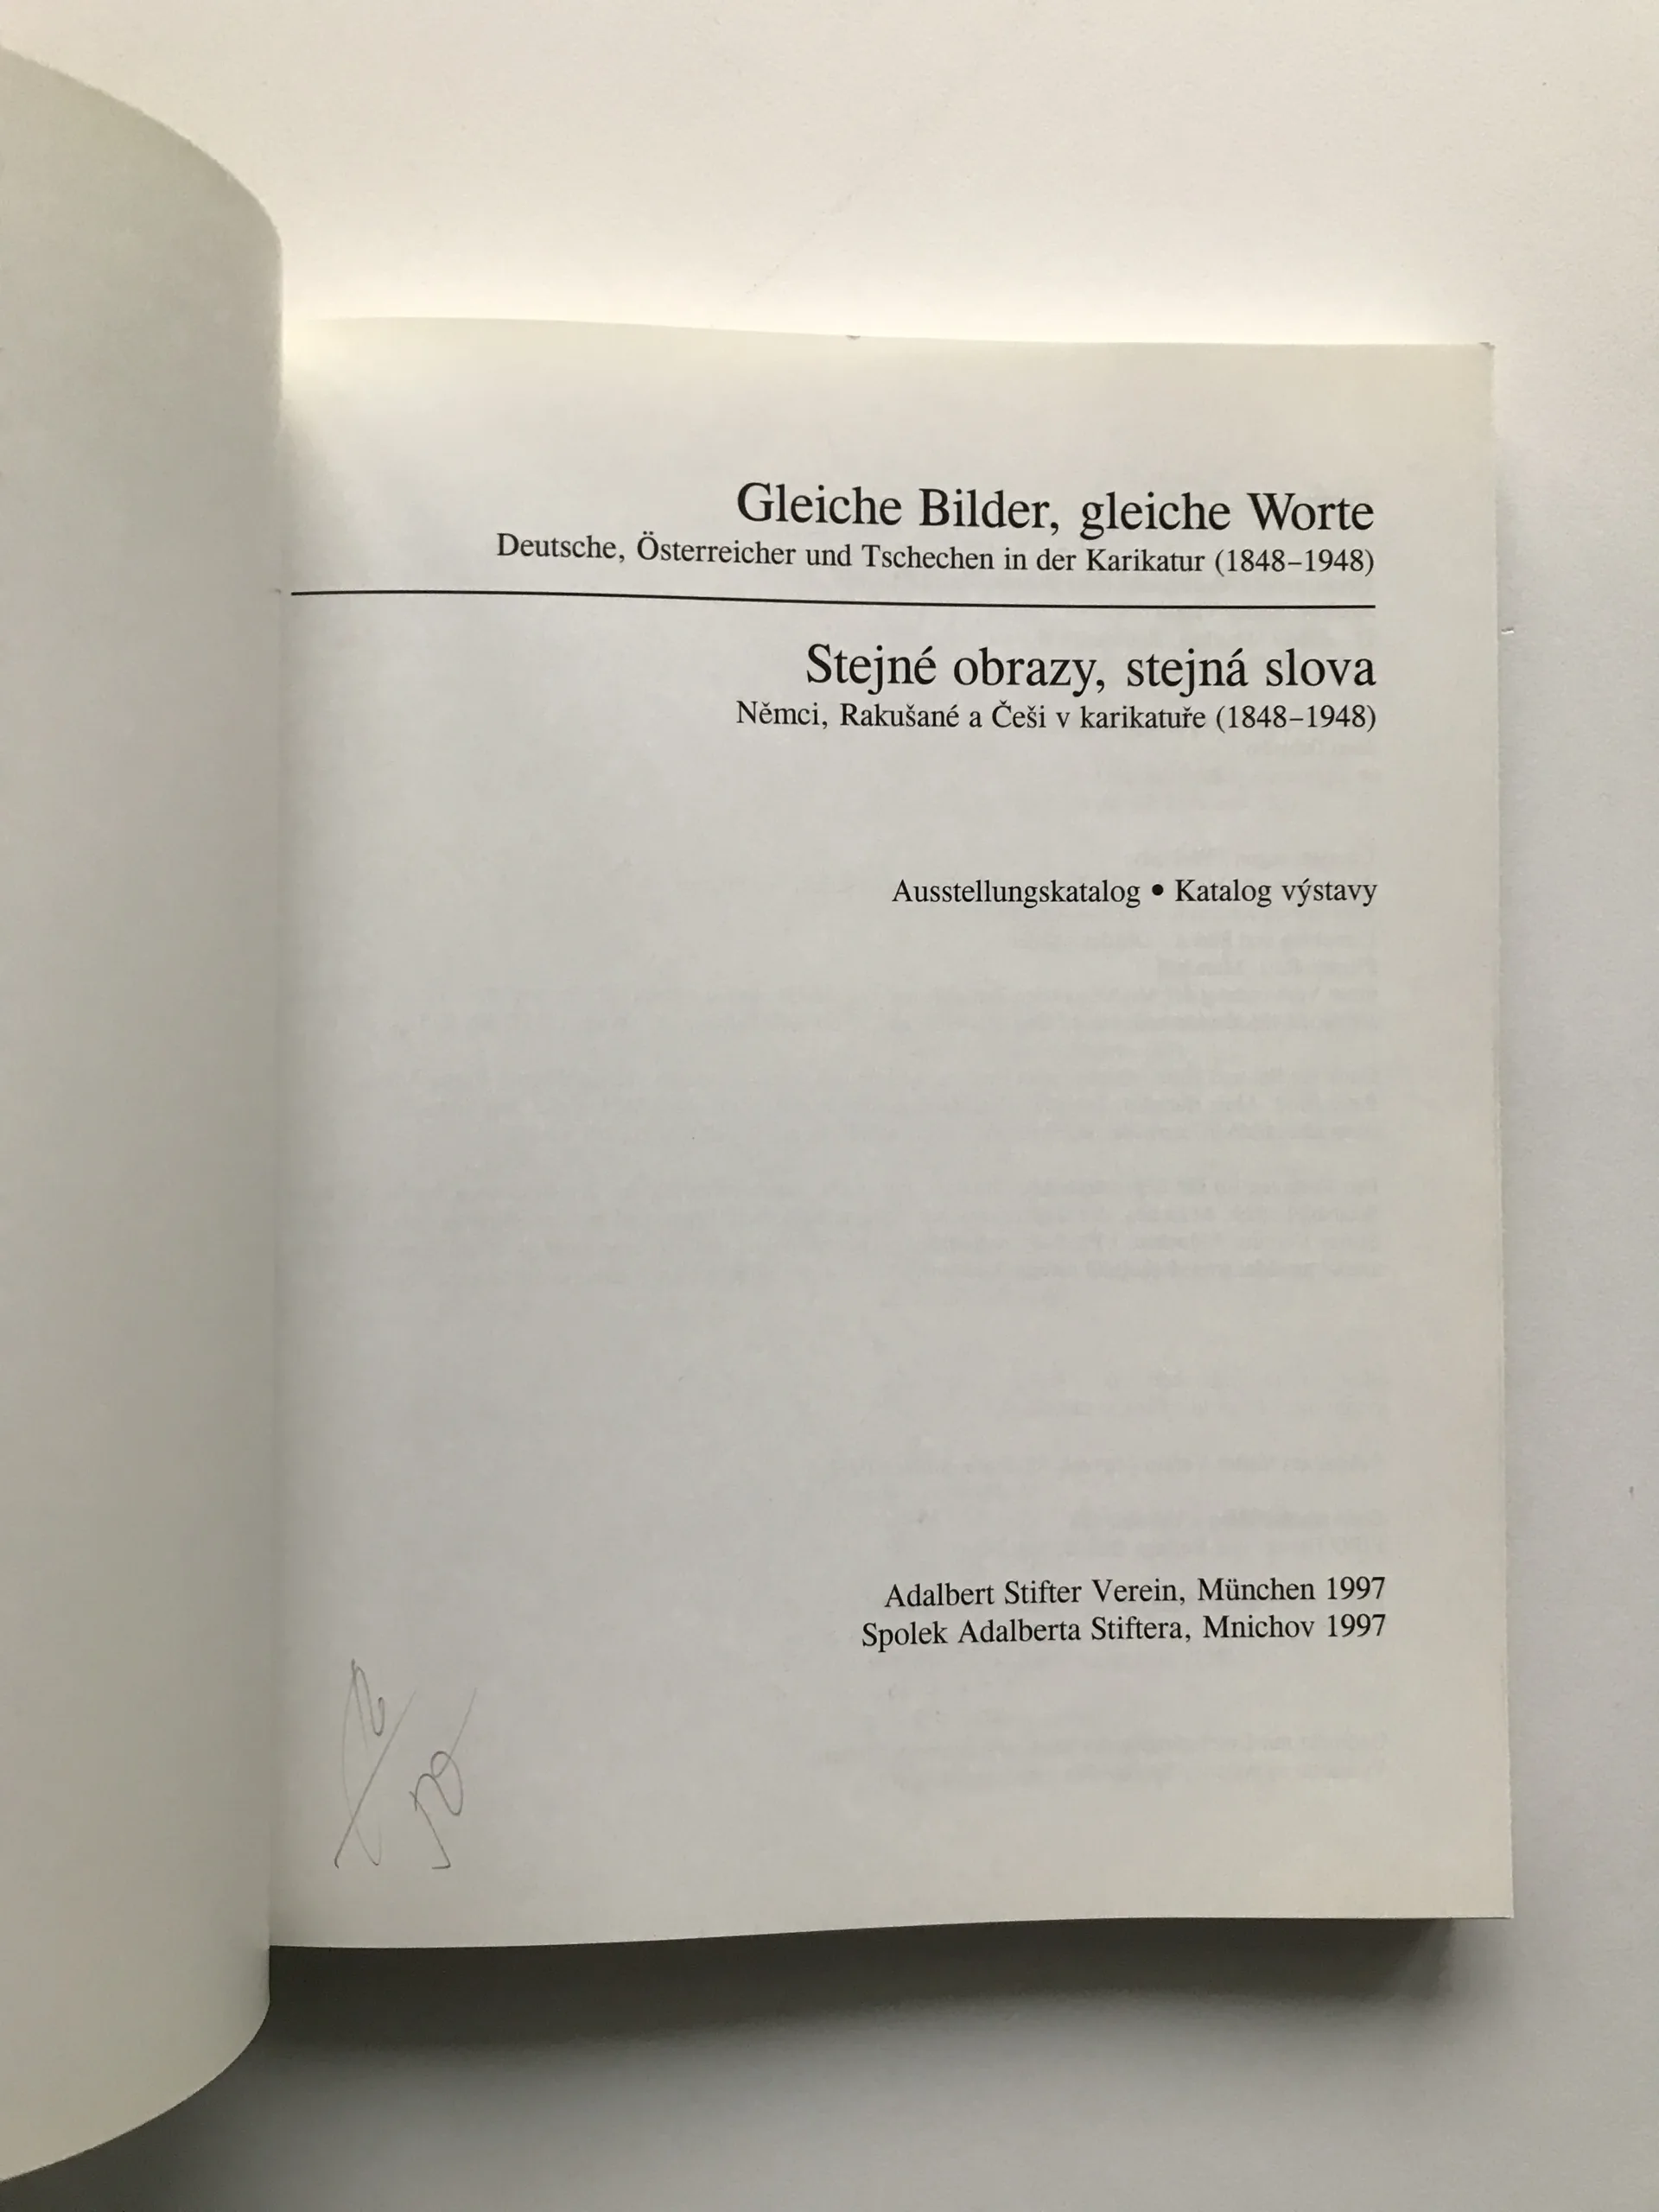 Gleiche Bilder, gleiche Worte
Deutsche, Österreicher und Tschechen in der Karikatur (1848–1948)
Stejné obrazy, stejná slova
Němci, Rakušané a Češi v karikatuře (1848–1948)
Ausstellungskatalog • Katalog výstavy
Adalbert Stifter Verein, München 1997
Spolek Adalberta Stiftera, Mnichov 1997